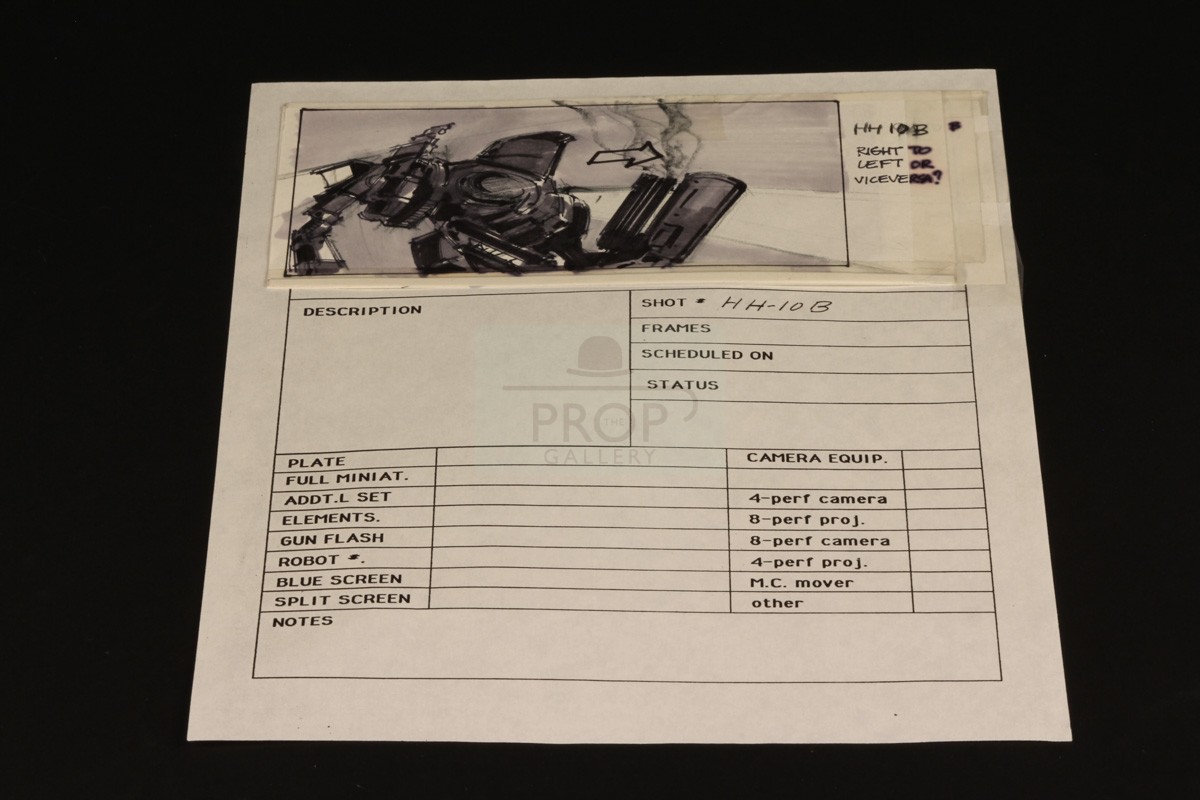 HH 10 B #
RIGHT TO
LEFT OR
VICEVERSA?
DESCRIPTION
SHOT # HH-10B
FRAMES
SCHEDULED ON
STATUS
THE PROP
GALLERY
PLATE
CAMERA EQUIP.
FULL MINIAT.
ADDT.L SET
4-perf camera
ELEMENTS.
8-perf proj.
GUN FLASH
8-perf camera
ROBOT #.
4-perf proj.
BLUE SCREEN
M.C. mover
SPLIT SCREEN
other
NOTES